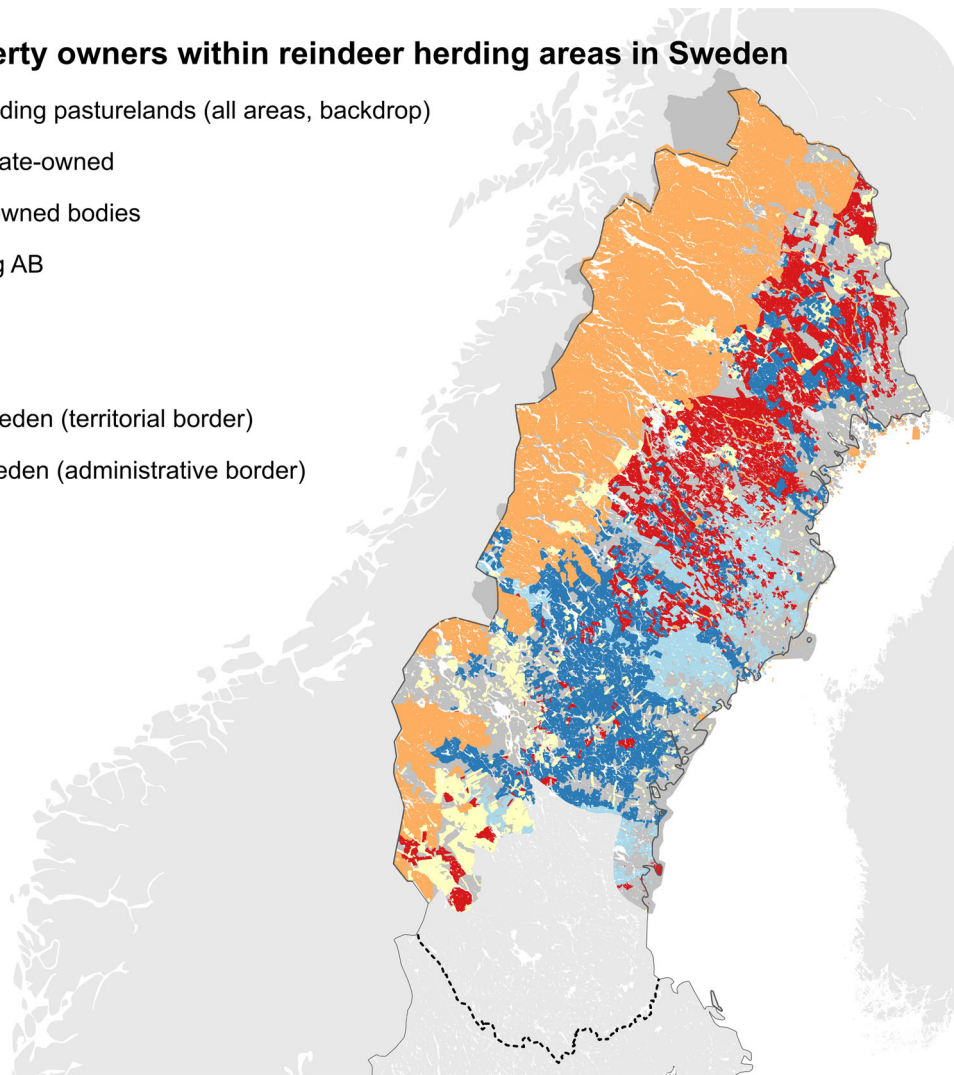 erty owners within reindeer herding areas in Sweden
ding pasturelands (all areas, backdrop)
ate-owned
owned bodies
g AB
eden (territorial border)
eden (administrative border)